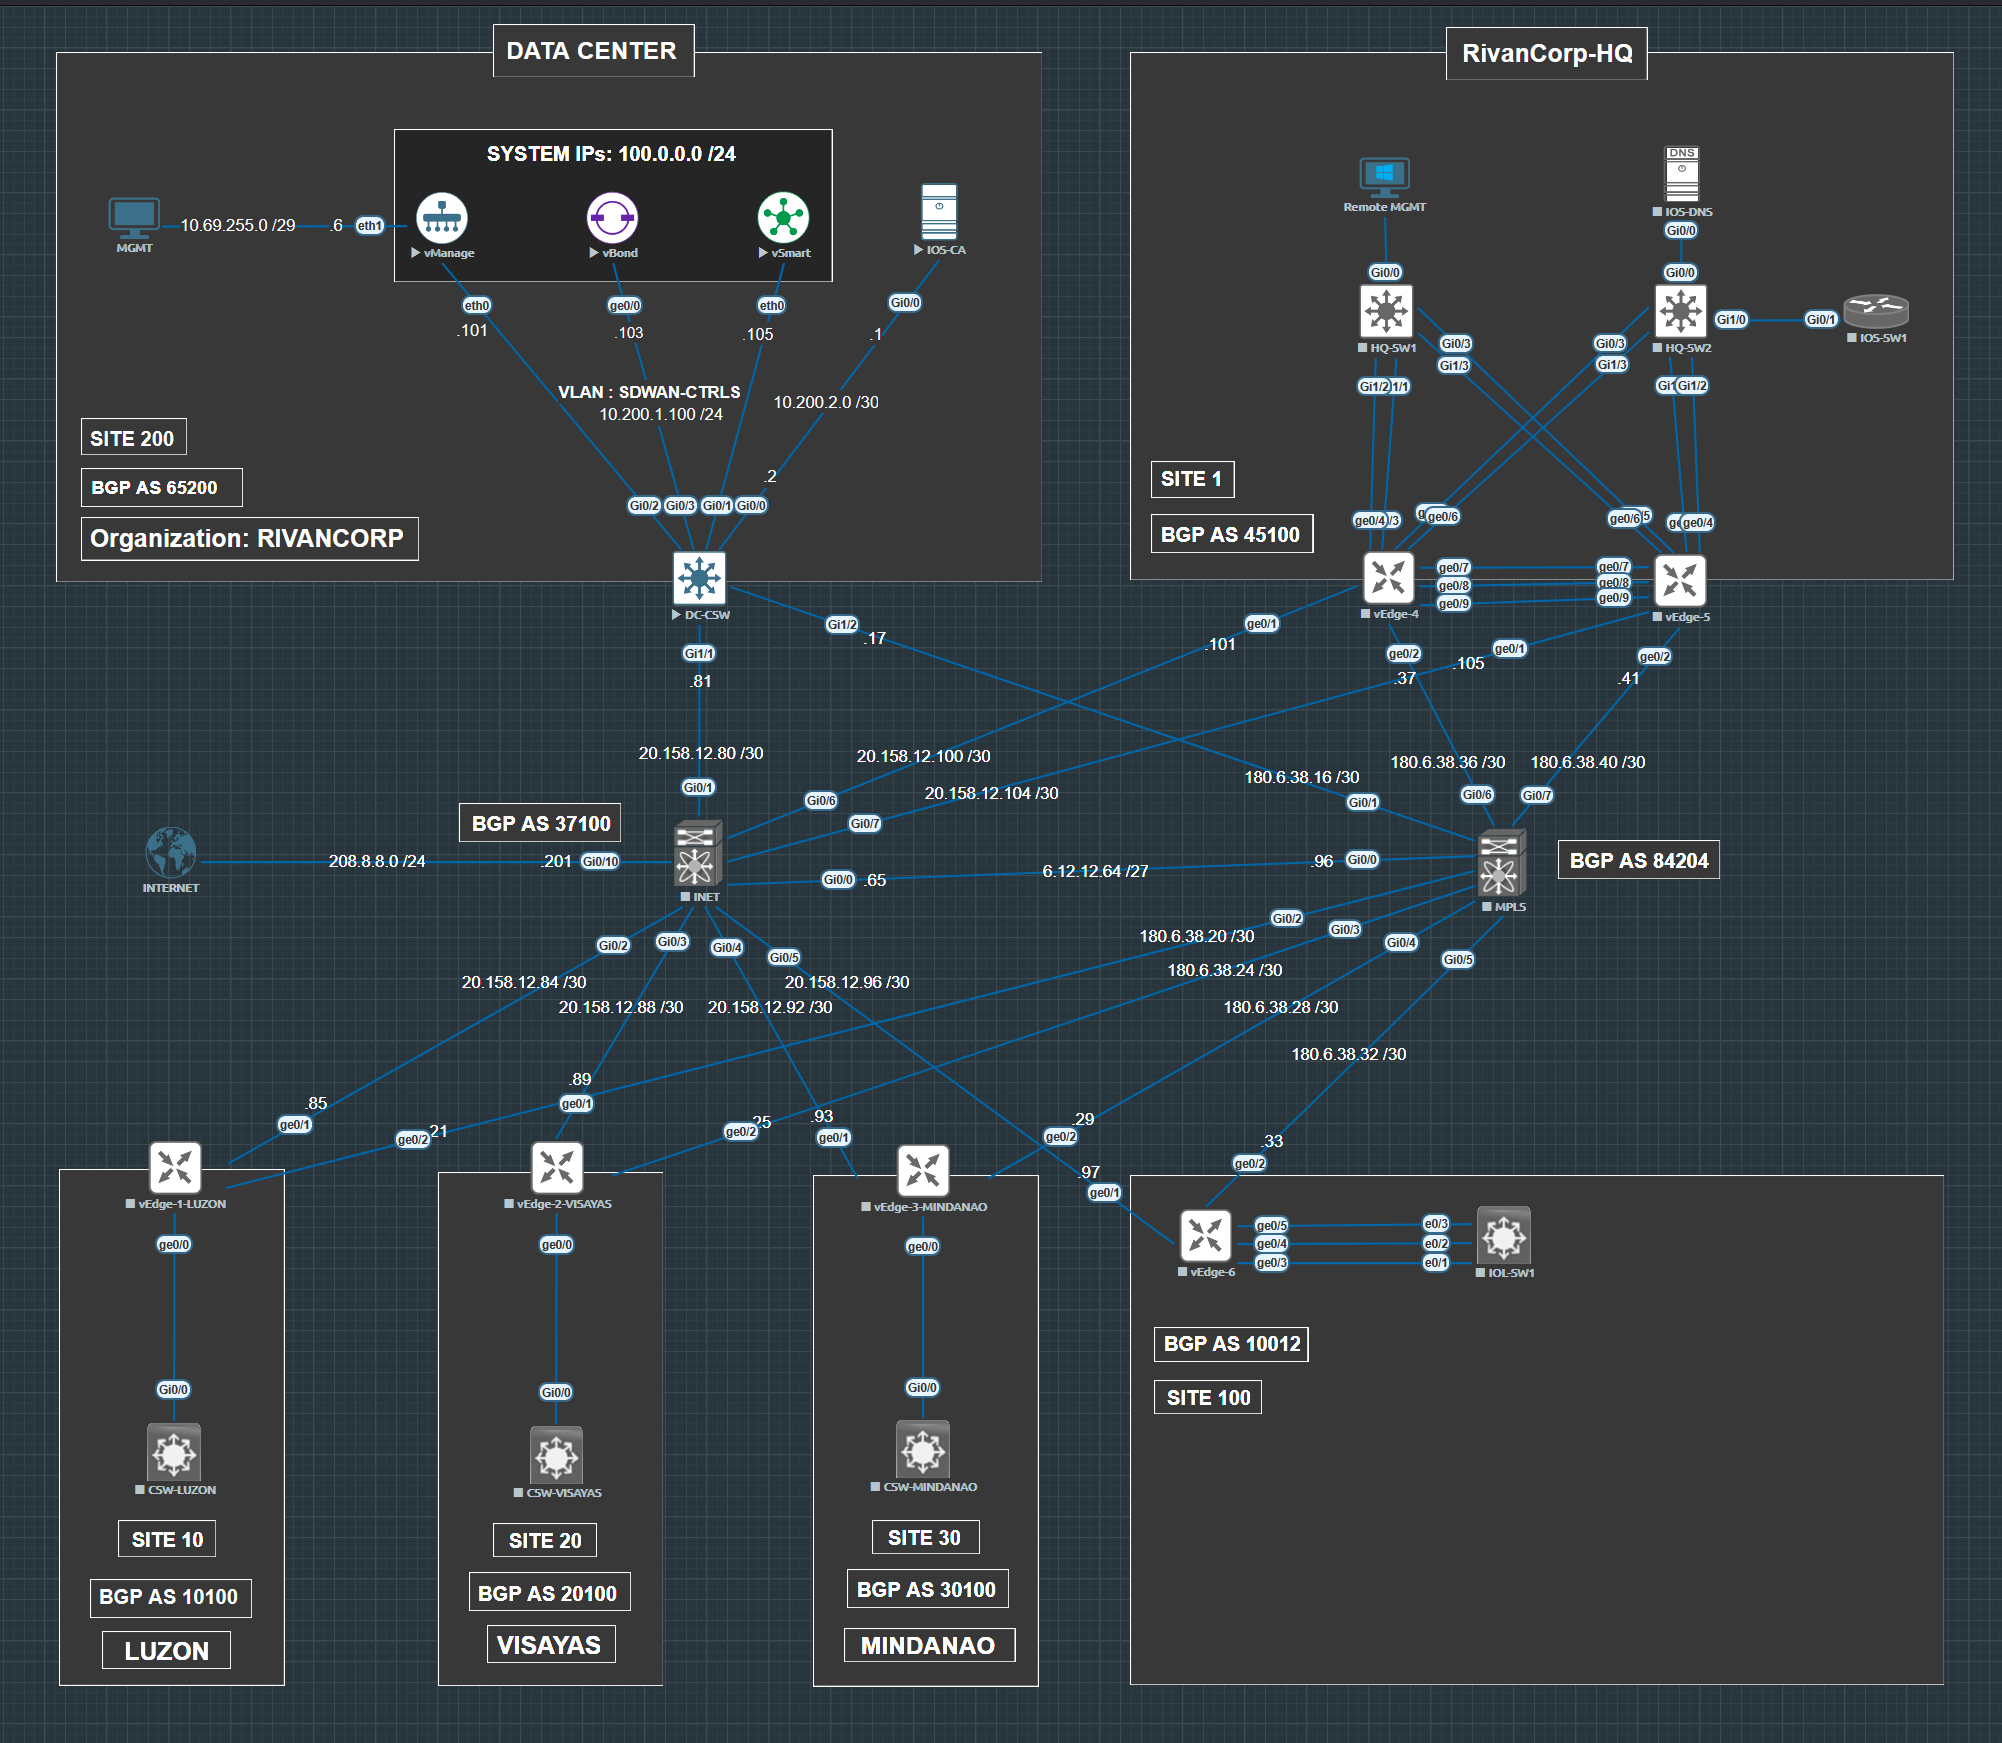 DATA CENTER
RivanCorp-HQ
SYSTEM IPs: 100.0.0.0 /24
MGMT
10.69.255.0 /29
.6
eth1
vManage
vBond
vSmart
IOS-CA
eth0
.101
ge0/0
.103
eth0
.105
Gi0/0
.1
VLAN : SDWAN-CTRLS
10.200.1.100 /24
10.200.2.0 /30
.2
SITE 200
BGP AS 65200
Organization: RIVANCORP
Gi0/2
Gi0/3
Gi0/1
Gi0/0
DC-CSW
Gi1/1
.81
Gi1/2
.17
Remote MGMT
DNS
IOS-DNS
Gi0/0
Gi0/0
Gi0/0
HQ-SW1
HQ-SW2
Gi1/0
Gi0/1
IOS-SW1
Gi0/3
Gi1/3
Gi0/3
Gi1/3
Gi1/2
1/1
Gi1
Gi1/2
SITE 1
BGP AS 45100
ge0/4
/3
ge0/6
ge0/6
/5
ge0/4
ge0/7
ge0/8
ge0/9
ge0/7
ge0/8
ge0/9
vEdge-4
vEdge-5
ge0/1
.101
ge0/2
.37
ge0/1
.105
ge0/2
.41
20.158.12.80 /30
20.158.12.100 /30
20.158.12.104 /30
180.6.38.16 /30
180.6.38.36 /30
180.6.38.40 /30
Gi0/1
Gi0/6
Gi0/7
Gi0/1
Gi0/6
Gi0/7
BGP AS 37100
INTERNET
208.8.8.0 /24
.201
Gi0/10
INET
Gi0/0
.65
6.12.12.64 /27
.96
Gi0/0
MPLS
BGP AS 84204
Gi0/2
Gi0/3
Gi0/4
Gi0/5
Gi0/2
Gi0/3
Gi0/4
Gi0/5
20.158.12.84 /30
20.158.12.88 /30
20.158.12.92 /30
20.158.12.96 /30
180.6.38.20 /30
180.6.38.24 /30
180.6.38.28 /30
180.6.38.32 /30
.85
ge0/1
ge0/2
21
.89
ge0/1
ge0/2
25
.93
ge0/1
.29
ge0/2
.97
ge0/1
.33
ge0/2
vEdge-1-LUZON
ge0/0
Gi0/0
CSW-LUZON
SITE 10
BGP AS 10100
LUZON
vEdge-2-VISAYAS
ge0/0
Gi0/0
CSW-VISAYAS
SITE 20
BGP AS 20100
VISAYAS
vEdge-3-MINDANAO
ge0/0
Gi0/0
CSW-MINDANAO
SITE 30
BGP AS 30100
MINDANAO
vEdge-6
ge0/5
ge0/4
ge0/3
e0/3
e0/2
e0/1
IOL-SW1
BGP AS 10012
SITE 100